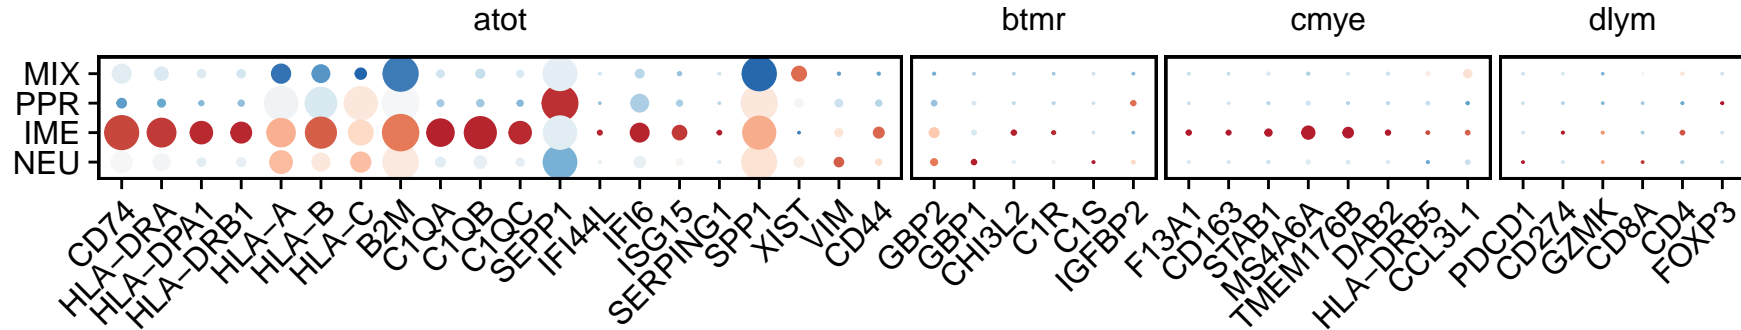 atot btmr cmye dlym
MIX
PPR
IME
NEU
CD74 HLA−DRA HLA−DPA1 HLA−DRB1 HLA−A HLA−B HLA−C B2M C1QA C1QB C1QC SEPP1 IFI44L IFI6 ISG15 SERPING1 SPP1 XIST VIM CD44 GBP2 GBP1 CHI3L2 C1R C1S IGFBP2 F13A1 CD163 STAB1 MS4A6A TMEM176B DAB2 HLA−DRB5 CCL3L1 PDCD1 CD274 GZMK CD8A CD4 FOXP3